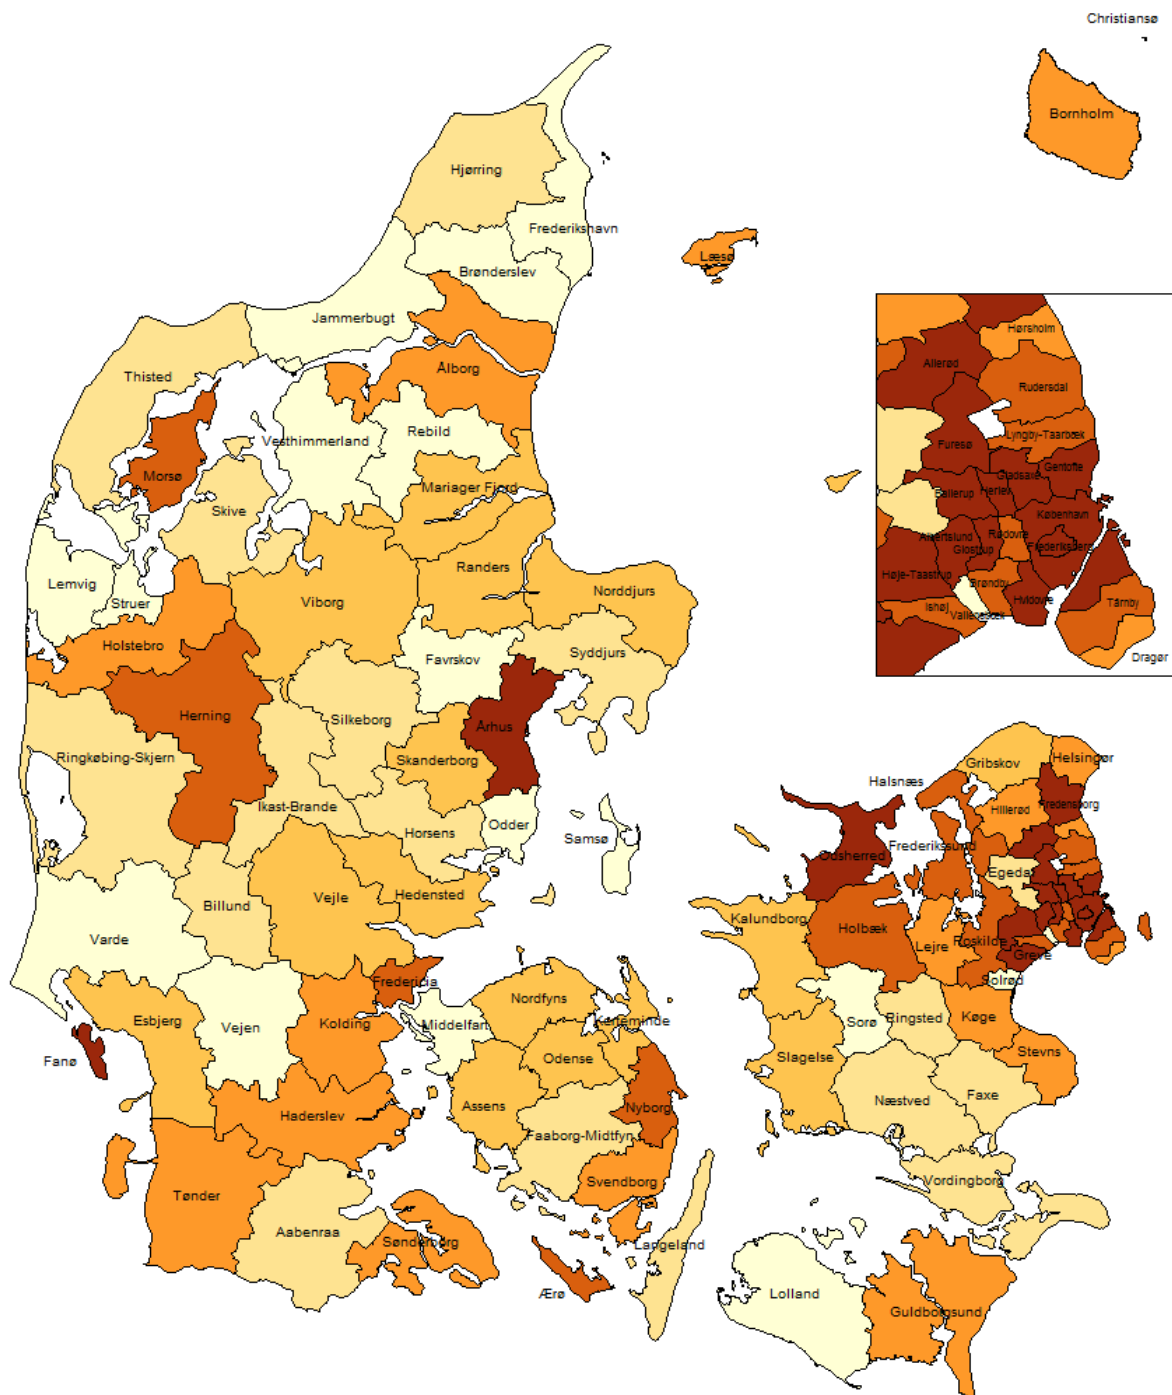 Christiansø
Bornholm
Hjørring
Frederikshavn
Læsø
Brønderslev
Jammerbugt
Hørsholm
Allerød
Ålborg
Thisted
Rudersdal
Vesthimmerland
Rebild
Lyngby-Taarbæk
Furesø
Gentofte
Gladsaxe
Morsø
Mariager Fjord
Ballerup
Herlev
Skive
København
Albertslund
Rødovre
Frederiksberg
Glostrup
Randers
Lemvig
Høje-Taastrup
Brøndby
Norddjurs
Struer
Viborg
Hvidovre
Tårnby
Ishøj
Vallensbæk
Holstebro
Favrskov
Syddjurs
Dragør
Herning
Silkeborg
Århus
Ringkøbing-Skjern
Skanderborg
Helsingør
Gribskov
Halsnæs
Ikast-Brande
Fredensborg
Hillerød
Odder
Horsens
Samsø
Frederikssund
Odsherred
Egedal
Billund
Vejle
Hedensted
Kalundborg
Holbæk
Varde
Lejre
Roskilde
Greve
Fredericia
Solrød
Nordfyns
Esbjerg
Vejen
Kolding
Middelfart
Kerteminde
Sorø
Ringsted
Køge
Fanø
Odense
Slagelse
Stevns
Assens
Nyborg
Næstved
Faxe
Haderslev
Faaborg-Midtfyn
Svendborg
Vordingborg
Tønder
Aabenraa
Sønderborg
Langeland
Ærø
Lolland
Guldborgsund